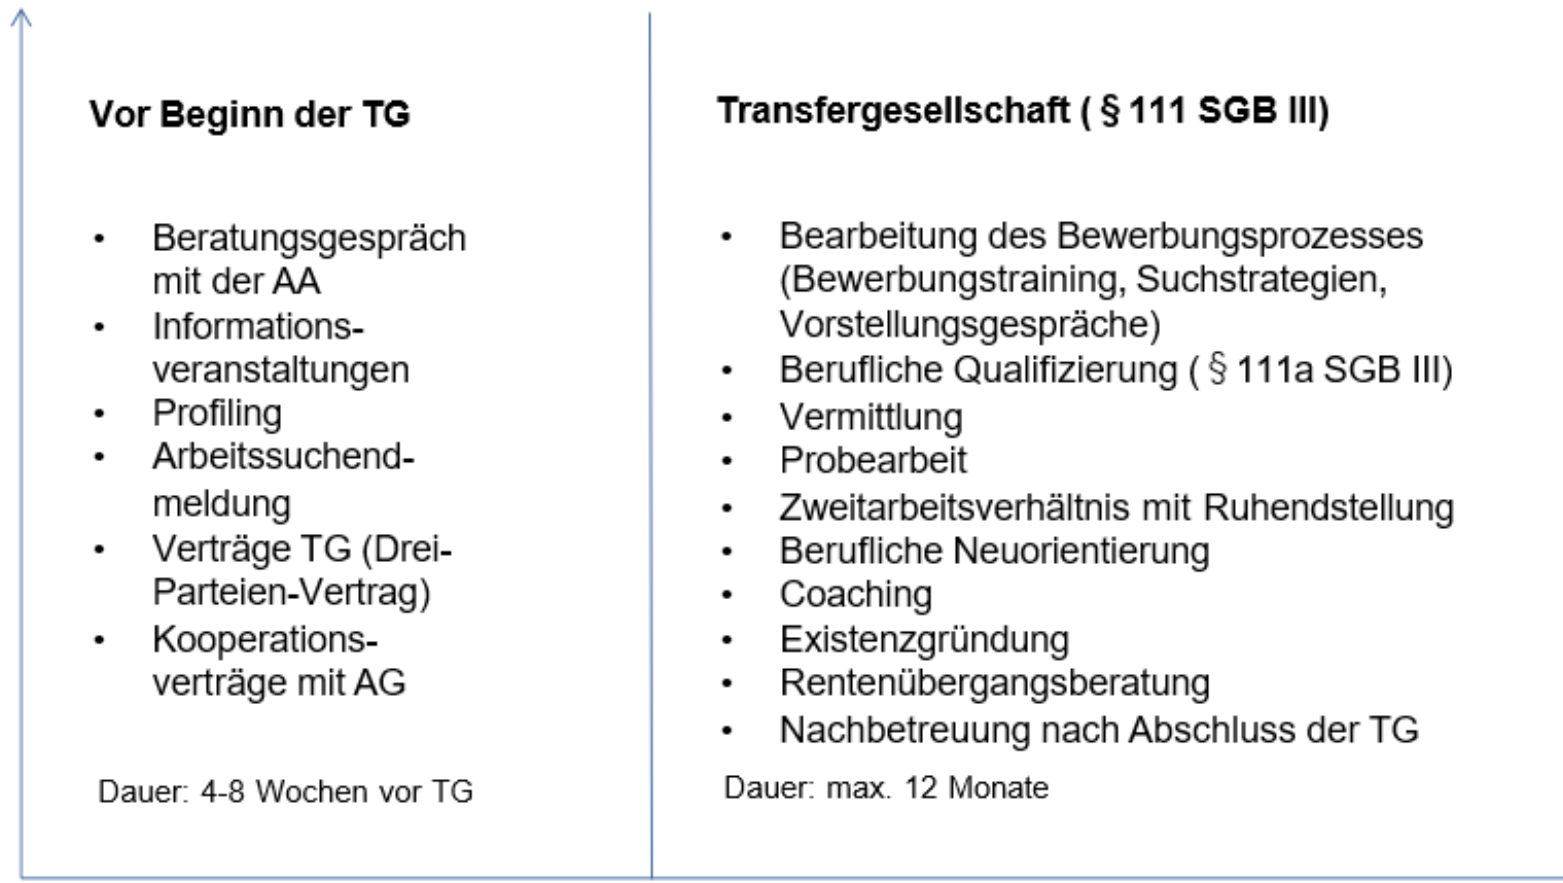 Vor Beginn der TG
• Beratungsgespräch
mit der AA
• Informations-
veranstaltungen
• Profiling
• Arbeitssuchend-
meldung
• Verträge TG (Drei-
Parteien-Vertrag)
• Kooperations-
verträge mit AG
Dauer: 4-8 Wochen vor TG
Transfergesellschaft ( § 111 SGB III)
• Bearbeitung des Bewerbungsprozesses
(Bewerbungstraining, Suchstrategien,
Vorstellungsgespräche)
• Berufliche Qualifizierung ( § 111a SGB III)
• Vermittlung
• Probearbeit
• Zweitarbeitsverhältnis mit Ruhendstellung
• Berufliche Neuorientierung
• Coaching
• Existenzgründung
• Rentenübergangsberatung
• Nachbetreuung nach Abschluss der TG
Dauer: max. 12 Monate